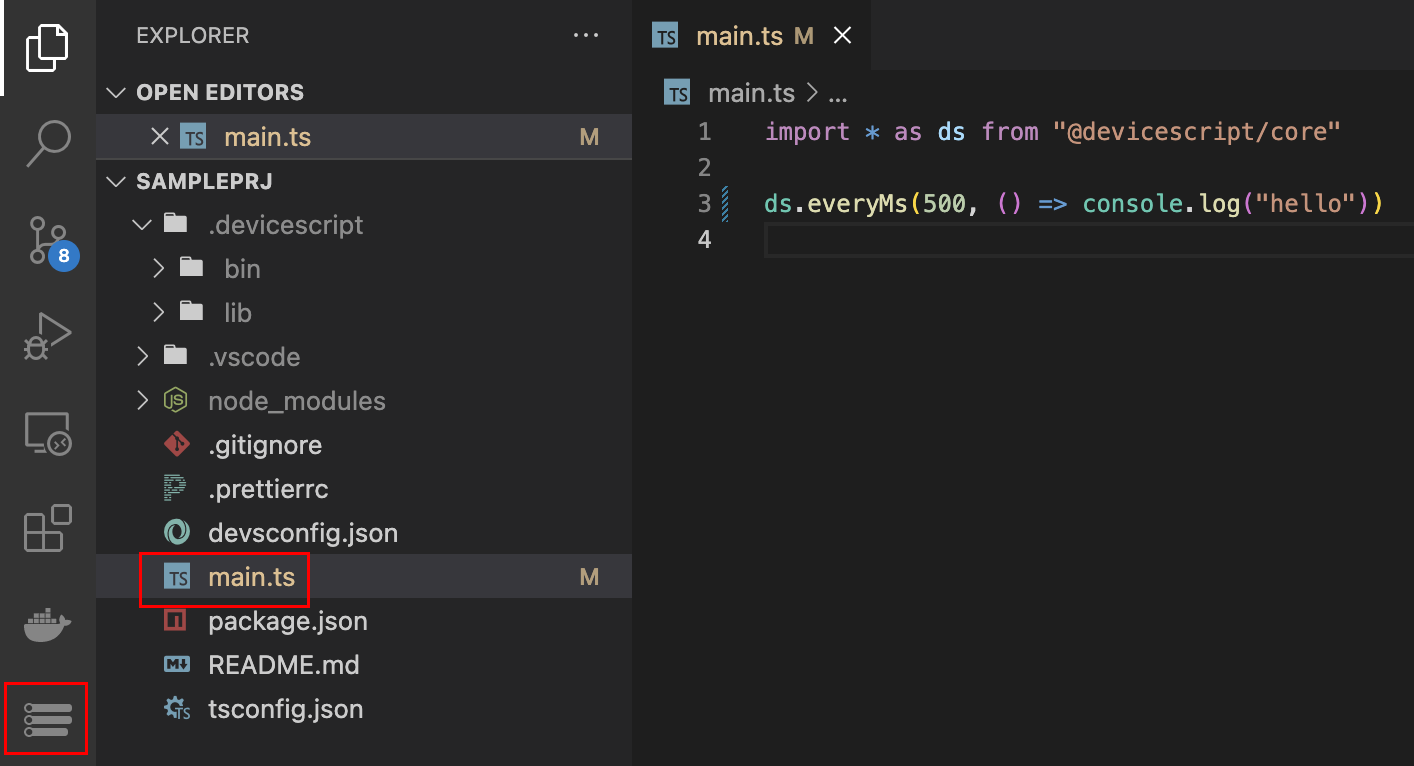 EXPLORER ...
OPEN EDITORS
TS main.ts M
SAMPLEPRJ
.devicescript
bin
lib
.vscode
JS node_modules
.gitignore
.prettierrc
devsconfig.json
TS main.ts M
package.json
M README.md
TS tsconfig.json
8
TS main.ts M
TS main.ts > ...
1 import * as ds from "@devicescript/core"
2
3 ds.everyMs(500, () => console.log("hello"))
4